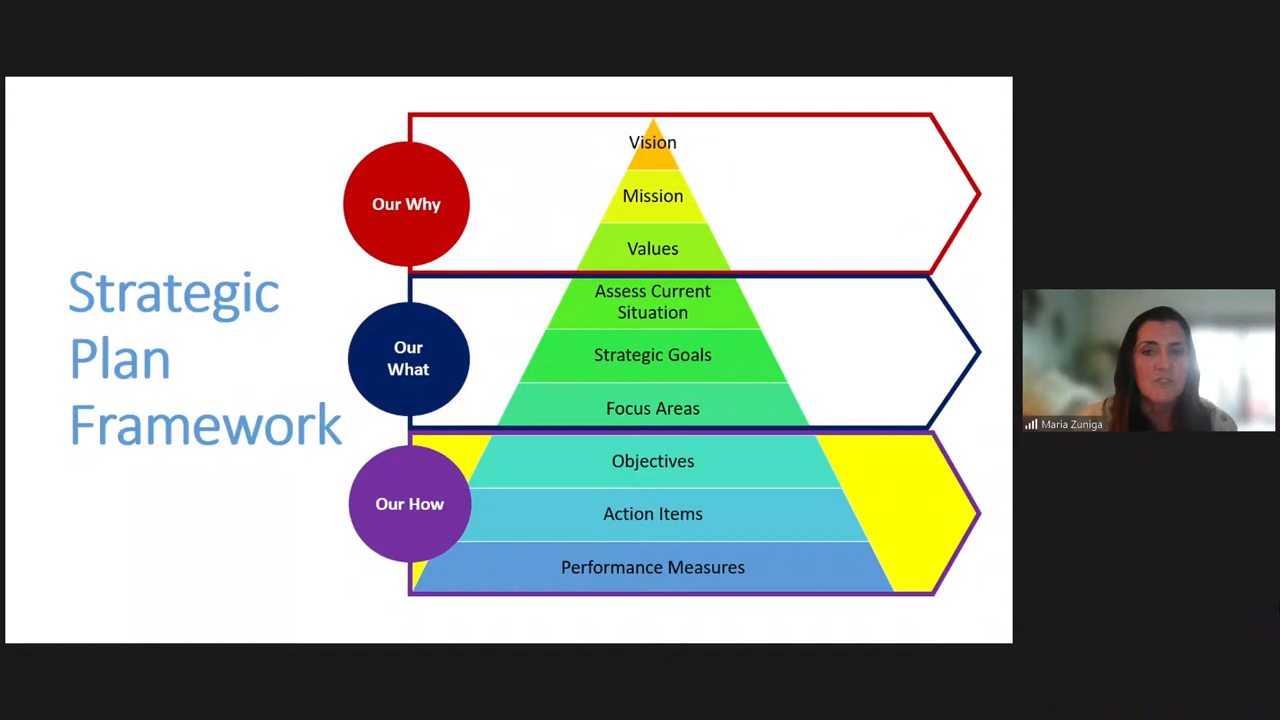 Strategic
Plan
Framework
Our Why
Vision
Mission
Values
Our
What
Assess Current
Situation
Strategic Goals
Focus Areas
Our How
Objectives
Action Items
Performance Measures
Maria Zuniga